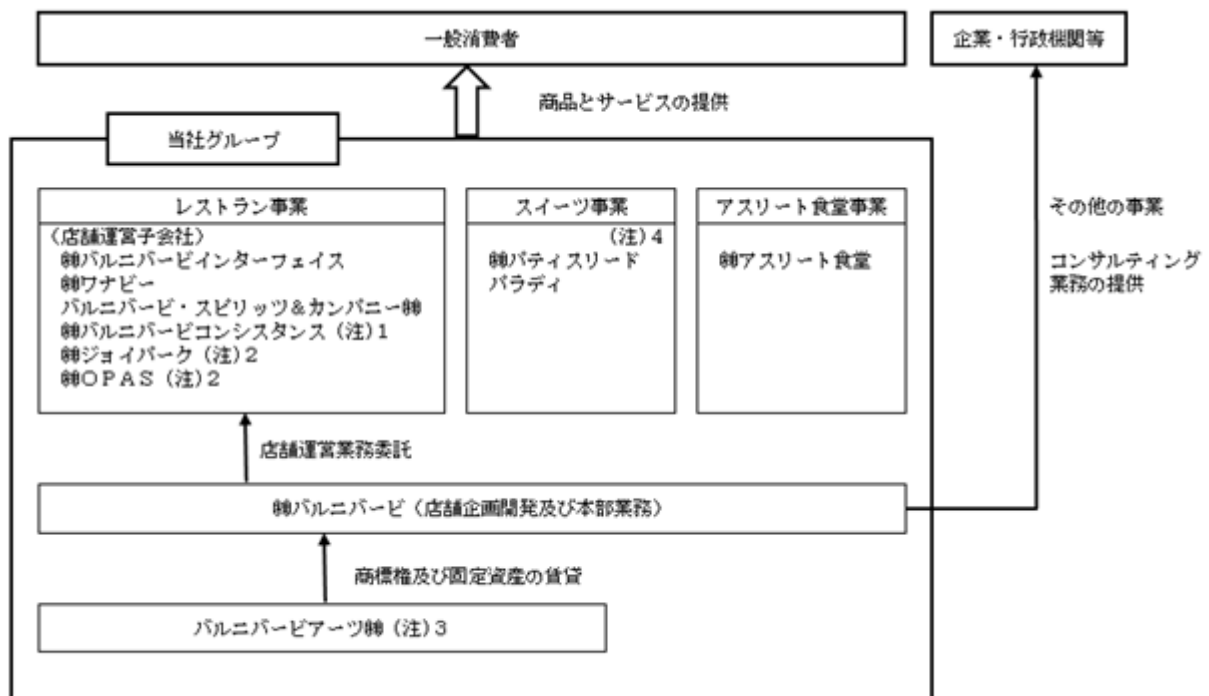 一般消費者
企業・行政機関等
商品とサービスの提供
当社グループ
レストラン事業
〈店舗運営子会社〉
㈱バルニバービインターフェイス
㈱ワナビー
バルニバービ・スピリッツ＆カンパニー㈱
㈱バルニバービコンシスタンス（注）1
㈱ジョイパーク（注）2
㈱ＯＰＡＳ（注）2
スイーツ事業
（注）4
㈱パティスリード
パラディ
アスリート食堂事業
㈱アスリート食堂
その他の事業
コンサルティング
業務の提供
店舗運営業務委託
㈱バルニバービ（店舗企画開発及び本部業務）
商標権及び固定資産の賃貸
バルニバービアーツ㈱（注）3